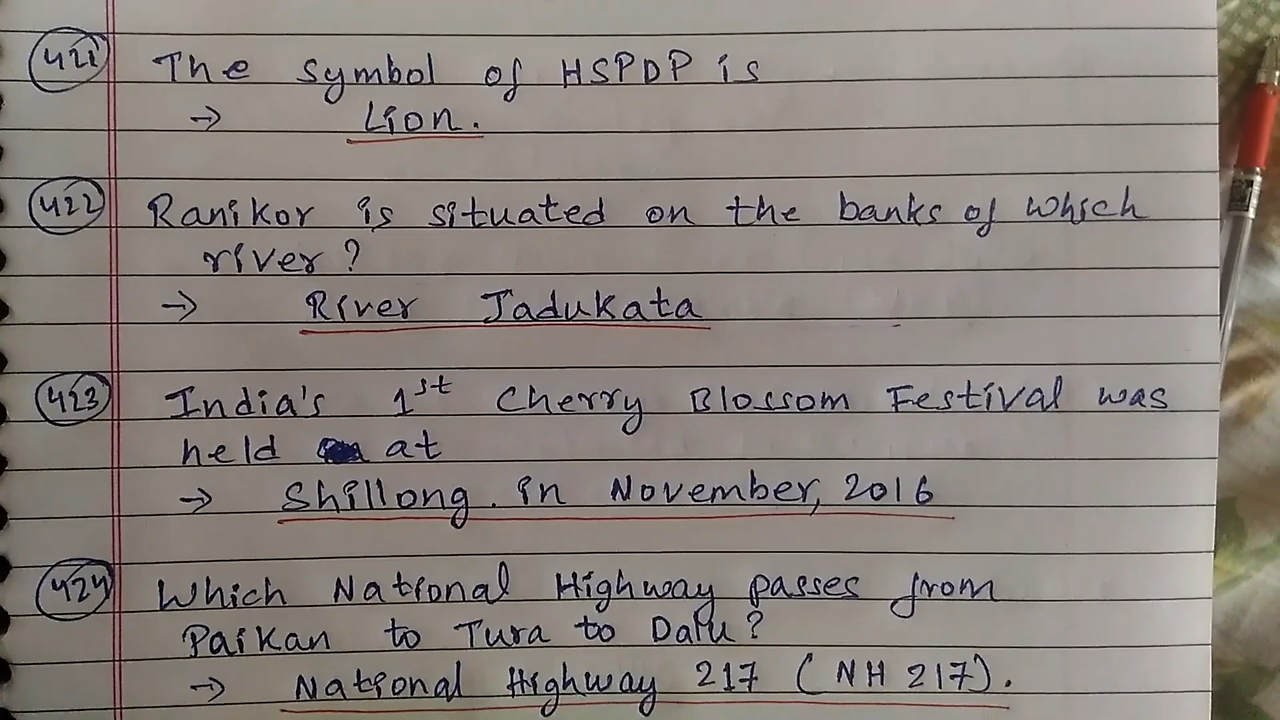 421 The symbol of HSPDP is
→ Lion.
422 Ranikor is situated on the banks of which
river?
→ River Jadukata
423 India's 1st Cherry Blossom Festival was
held at
→ Shillong. in November, 2016
424 Which National Highway passes from
Paikan to Tura to Dalu?
→ National Highway 217 (NH 217).